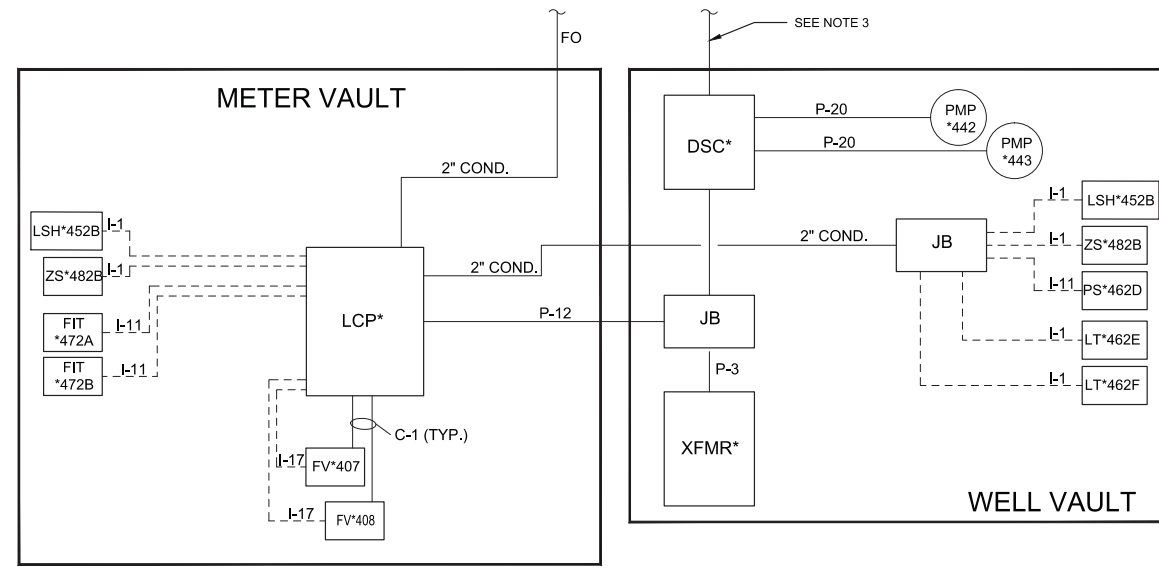 FO
SEE NOTE 3
METER VAULT
2" COND.
LSH*452B
I-1
ZS*482B
I-1
FIT
*472A
I-11
FIT
*472B
I-11
LCP*
2" COND.
P-12
C-1 (TYP.)
I-17
FV*407
I-17
FV*408
DSC*
P-20
PMP
*442
P-20
PMP
*443
2" COND.
JB
I-1
LSH*452B
I-1
ZS*482B
I-11
PS*462D
I-1
LT*462E
I-1
LT*462F
JB
P-3
XFMR*
WELL VAULT